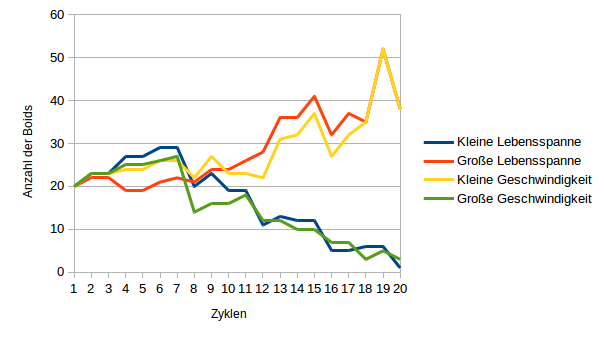 60
50
40
30
20
10
0
Anzahl der Boids
1 2 3 4 5 6 7 8 9 10 11 12 13 14 15 16 17 18 19 20
Zyklen
Kleine Lebensspanne
Große Lebensspanne
Kleine Geschwindigkeit
Große Geschwindigkeit